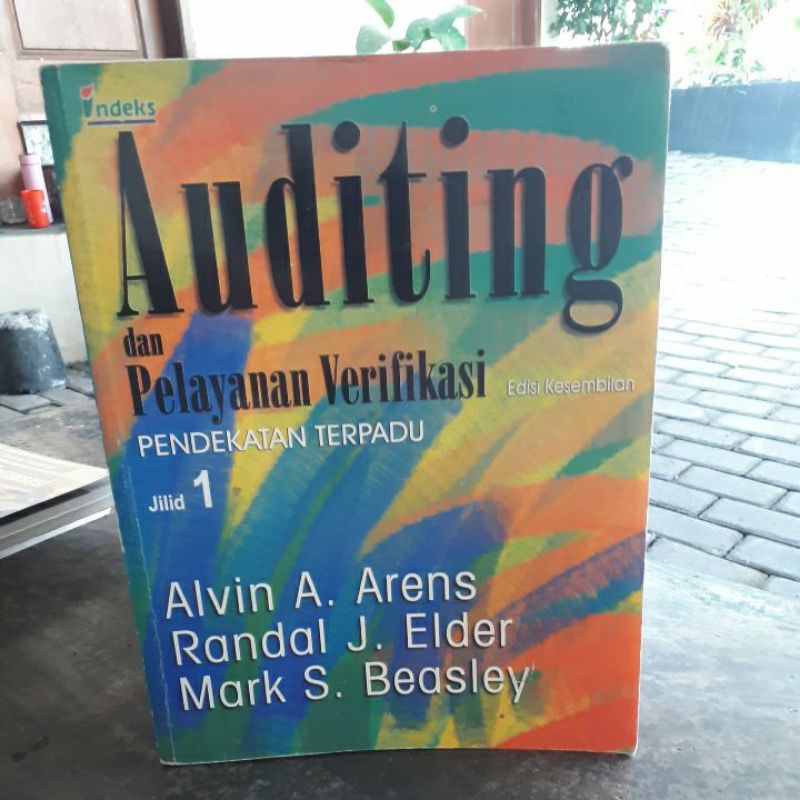 indeks
Auditing
dan
Pelayanan Verifikasi
Edisi Kesembilan
PENDEKATAN TERPADU
Jilid 1
Alvin A. Arens
Randal J. Elder
Mark S. Beasley